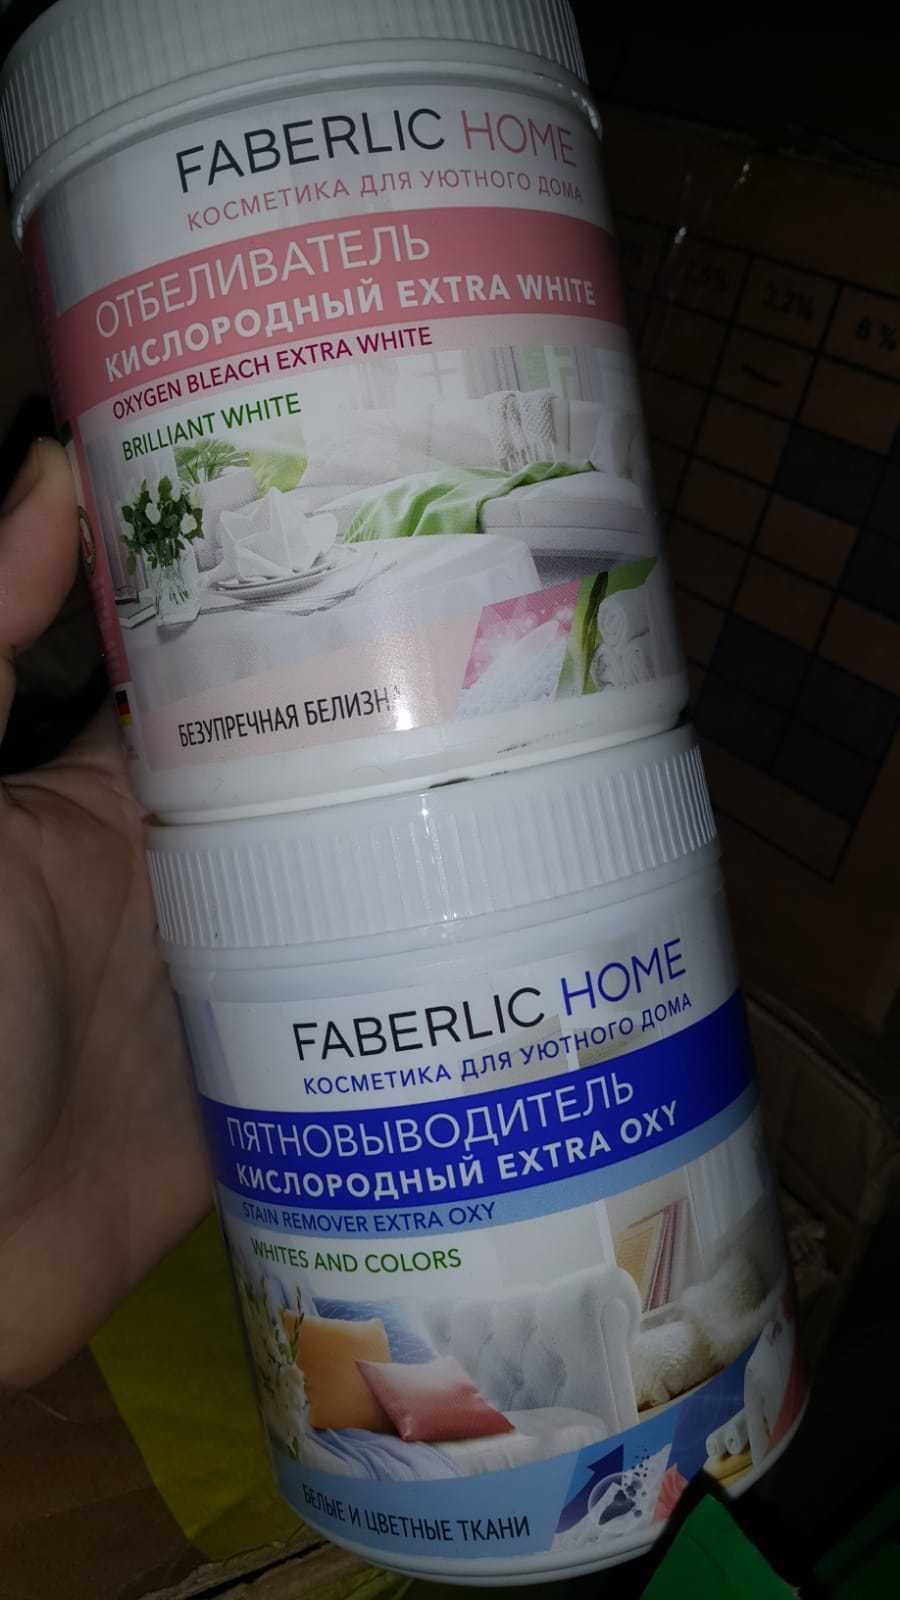 FABERLIC HOME
КОСМЕТИКА ДЛЯ УЮТНОГО ДОМА
ОТБЕЛИВАТЕЛЬ
КИСЛОРОДНЫЙ EXTRA WHITE
OXYGEN BLEACH EXTRA WHITE
BRILLIANT WHITE
БЕЗУПРЕЧНАЯ БЕЛИЗНА
FABERLIC HOME
КОСМЕТИКА ДЛЯ УЮТНОГО ДОМА
ПЯТНОВЫВОДИТЕЛЬ
КИСЛОРОДНЫЙ EXTRA OXY
STAIN REMOVER EXTRA OXY
WHITES AND COLORS
БЕЛЫЕ И ЦВЕТНЫЕ ТКАНИ